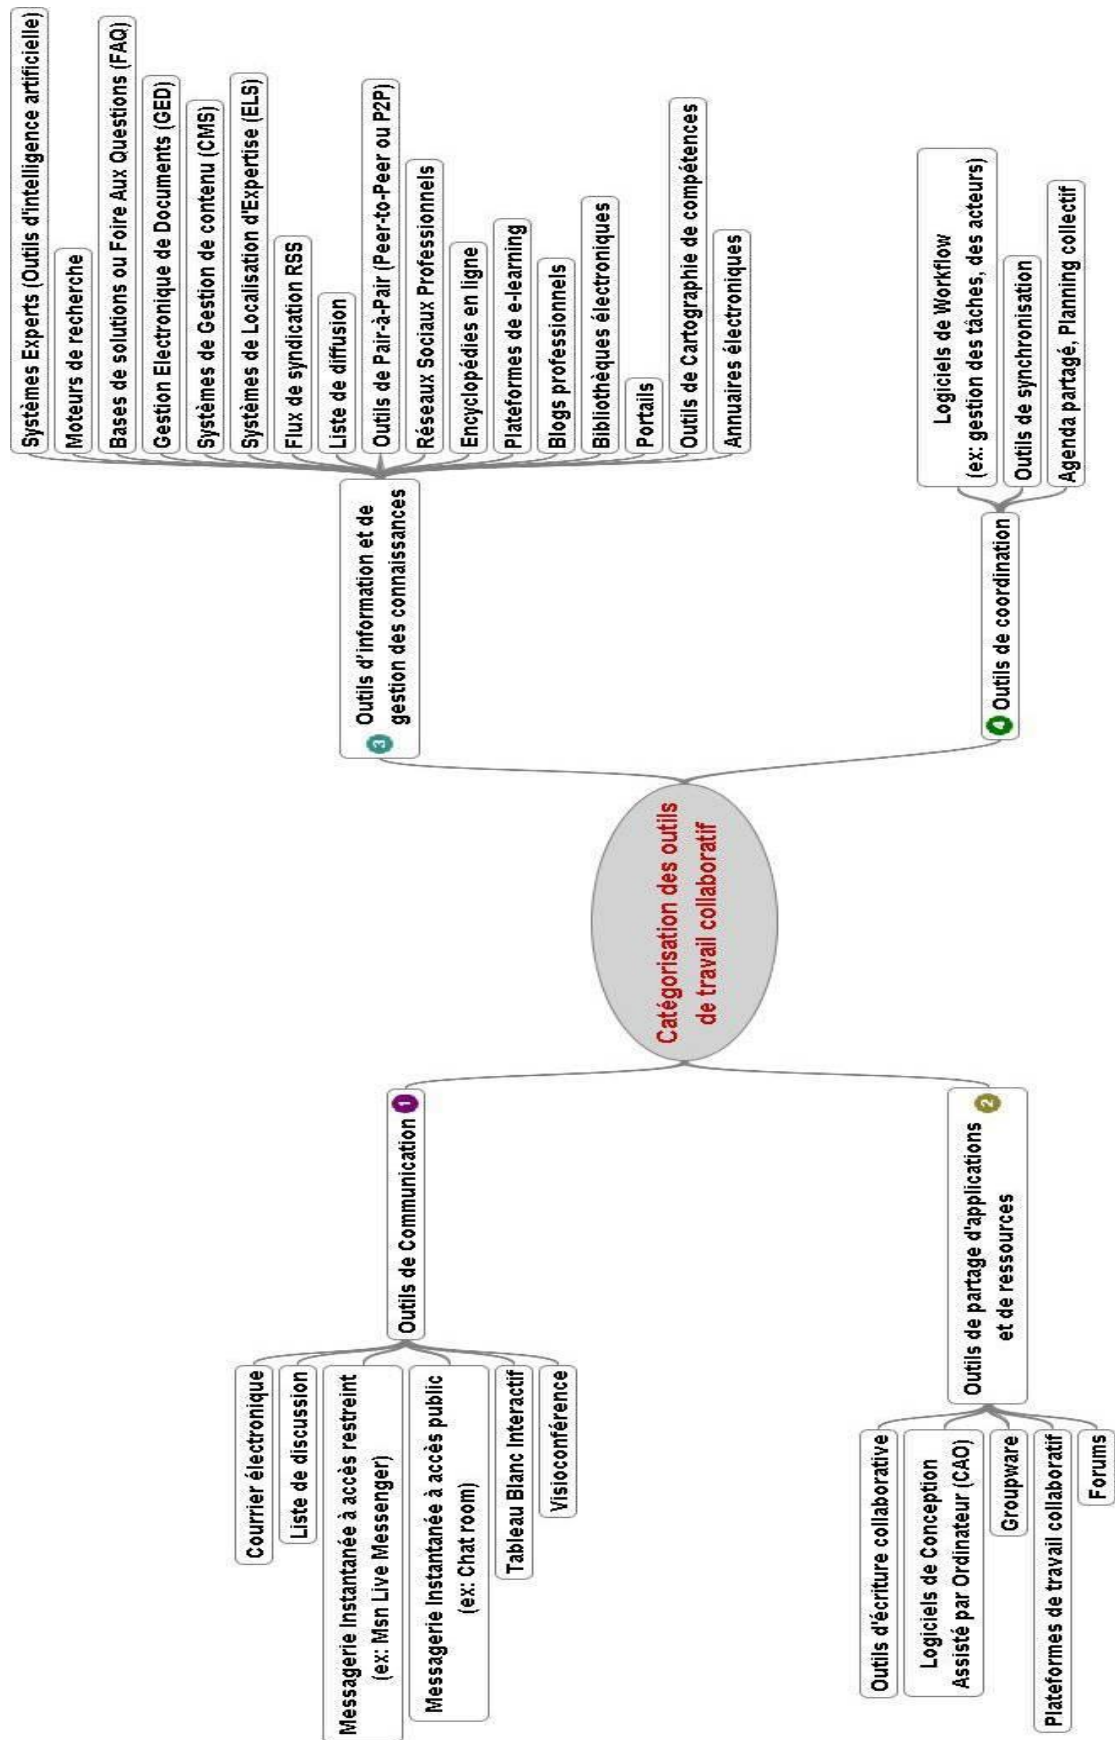 Catégorisation des outils
de travail collaboratif
1
Outils de Communication
Courrier électronique
Liste de discussion
Messagerie Instantanée à accès restreint
(ex: Msn Live Messenger)
Messagerie Instantanée à accès public
(ex: Chat room)
Tableau Blanc Interactif
Visioconférence
2
Outils de partage d'applications
et de ressources
Outils d'écriture collaborative
Logiciels de Conception
Assisté par Ordinateur (CAO)
Groupware
Plateformes de travail collaboratif
Forums
3
Outils d'information et de
gestion des connaissances
Systèmes Experts (Outils d'intelligence artificielle)
Moteurs de recherche
Bases de solutions ou Foire Aux Questions (FAQ)
Gestion Electronique de Documents (GED)
Systèmes de Gestion de contenu (CMS)
Systèmes de Localisation d'Expertise (ELS)
Flux de syndication RSS
Liste de diffusion
Outils de Pair-à-Pair (Peer-to-Peer ou P2P)
Réseaux Sociaux Professionnels
Encyclopédies en ligne
Plateformes de e-learning
Blogs professionnels
Bibliothèques électroniques
Portails
Outils de Cartographie de compétences
Annuaires électroniques
4
Outils de coordination
Logiciels de Workflow
(ex: gestion des tâches, des acteurs)
Outils de synchronisation
Agenda partagé, Planning collectif